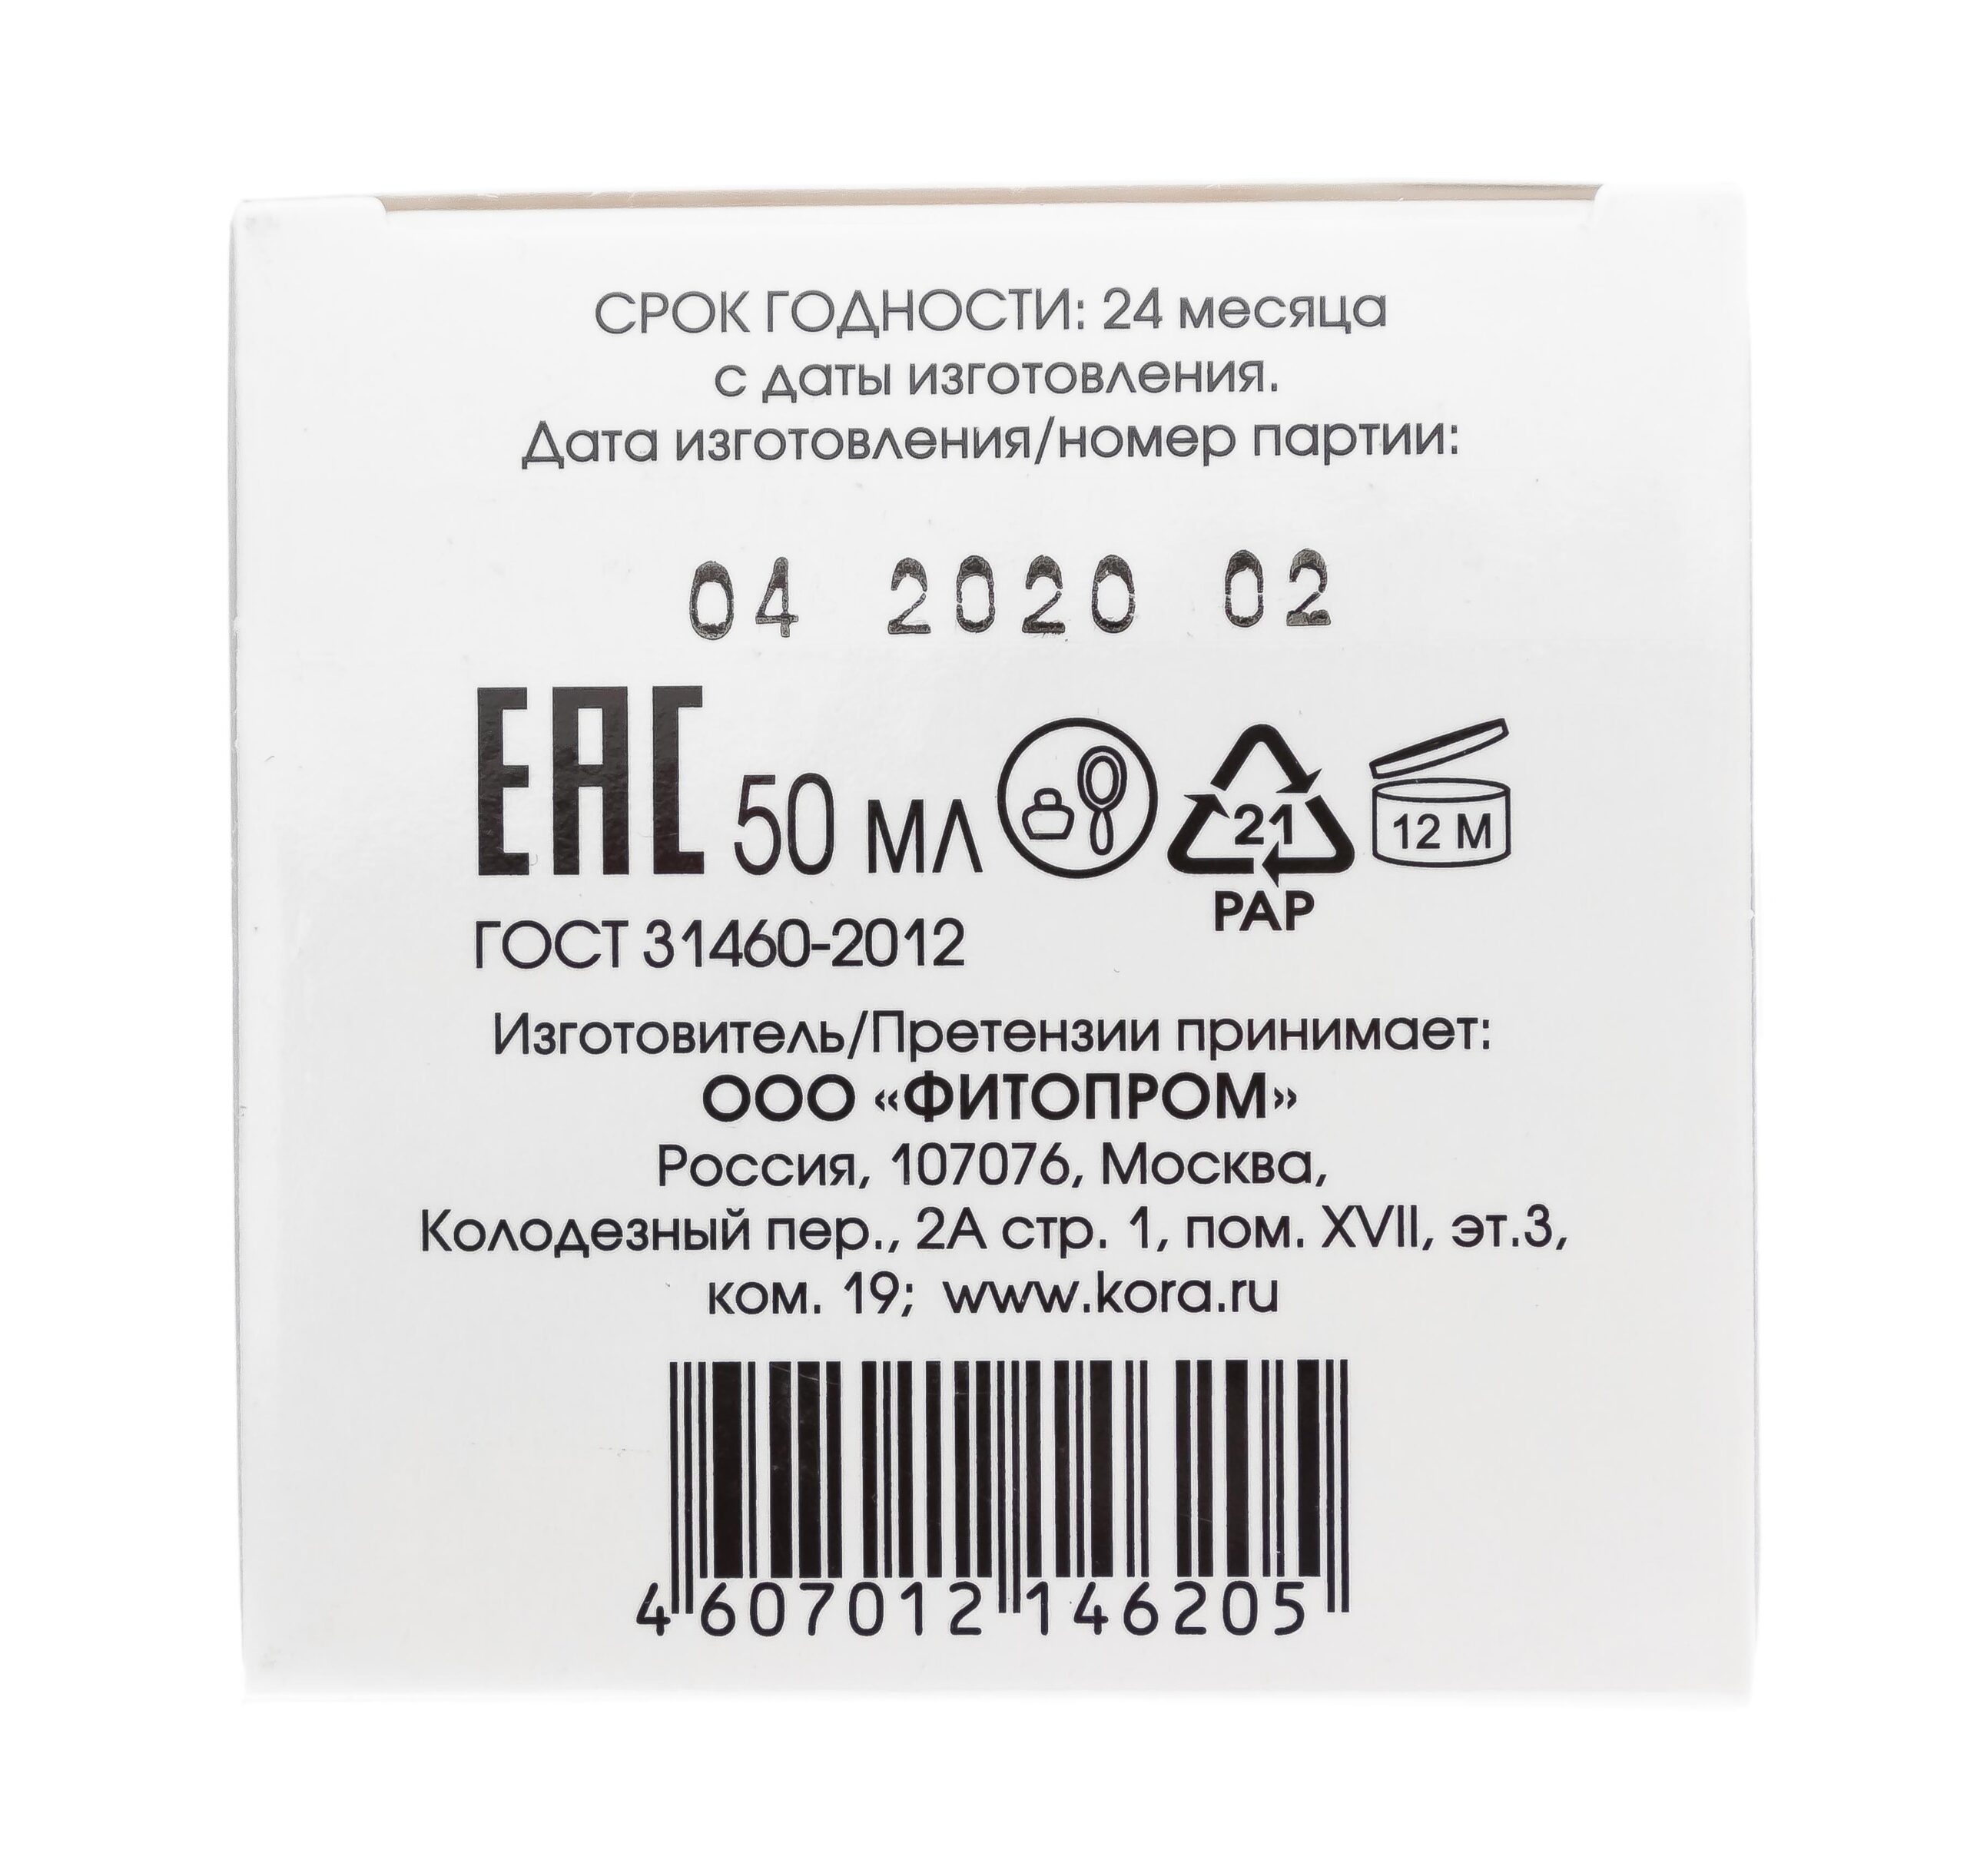 СРОК ГОДНОСТИ: 24 месяца
с даты изготовления.
Дата изготовления/номер партии:
04 2020 02
ЕАС 50 мл 21 12 М
PAP
ГОСТ 31460-2012
Изготовитель/Претензии принимает:
ООО «ФИТОПРОМ»
Россия, 107076, Москва,
Колодезный пер., 2А стр. 1, пом. XVII, эт.3,
ком. 19; www.kora.ru
4 607012 146205